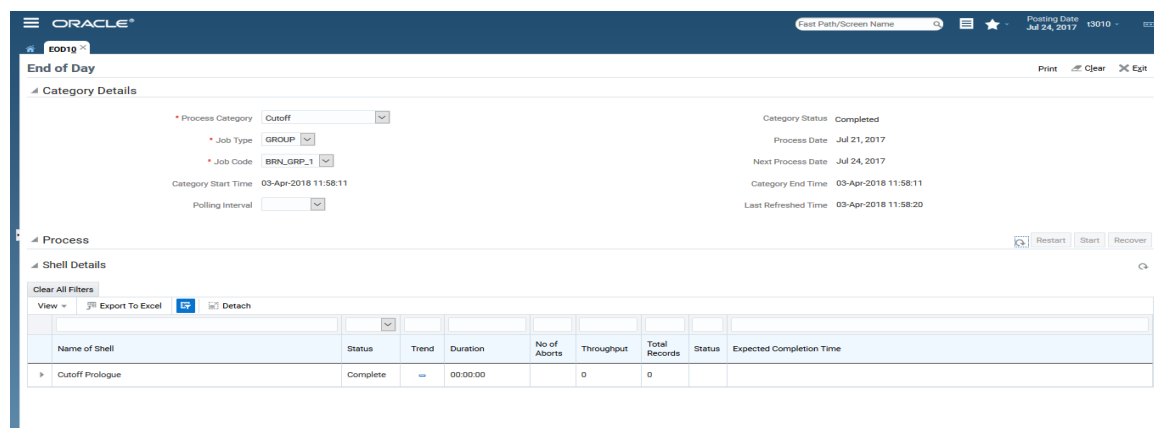 ORACLE®
Fast Path/Screen Name
Posting Date
Jul 24, 2017
t3010
EOD10
End of Day
Print
Clear
Exit
Category Details
* Process Category Cutoff
Category Status Completed
* Job Type GROUP
Process Date Jul 21, 2017
* Job Code BRN_GRP_1
Next Process Date Jul 24, 2017
Category Start Time 03-Apr-2018 11:58:11
Category End Time 03-Apr-2018 11:58:11
Polling Interval
Last Refreshed Time 03-Apr-2018 11:58:20
Process
Restart Start Recover
Shell Details
Clear All Filters
View Export To Excel Detach
Name of Shell Status Trend Duration No of Aborts Throughput Total Records Status Expected Completion Time
Cutoff Prologue Complete 00:00:00 0 0